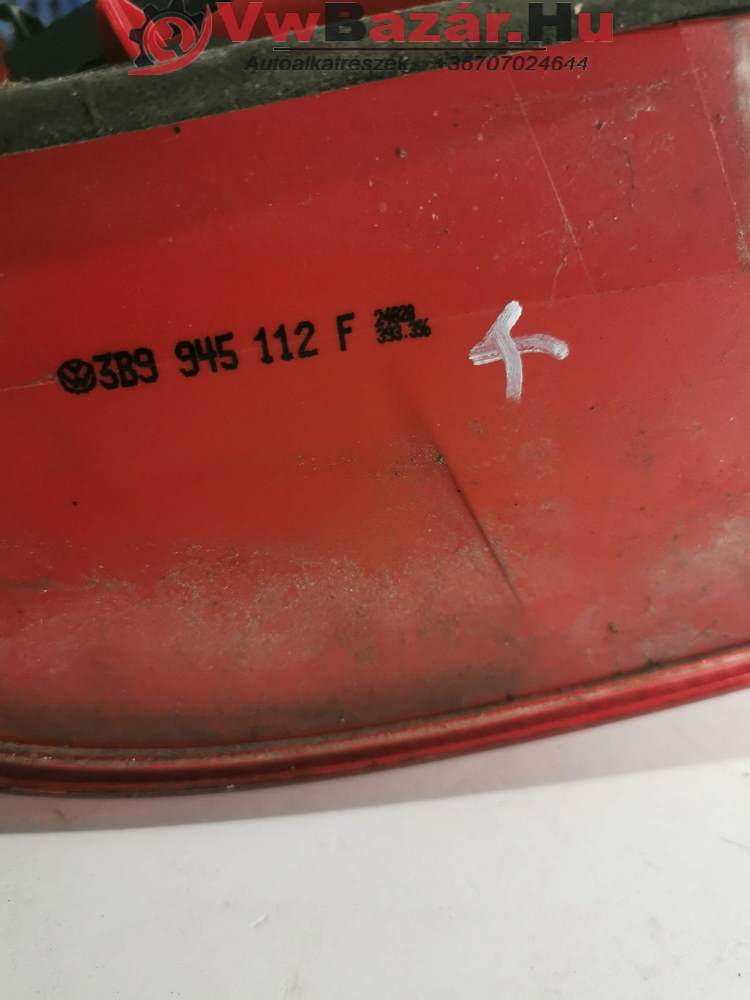 VwBazár.Hu
Autóalkatrészek +36707024644
3B9 945 112 F